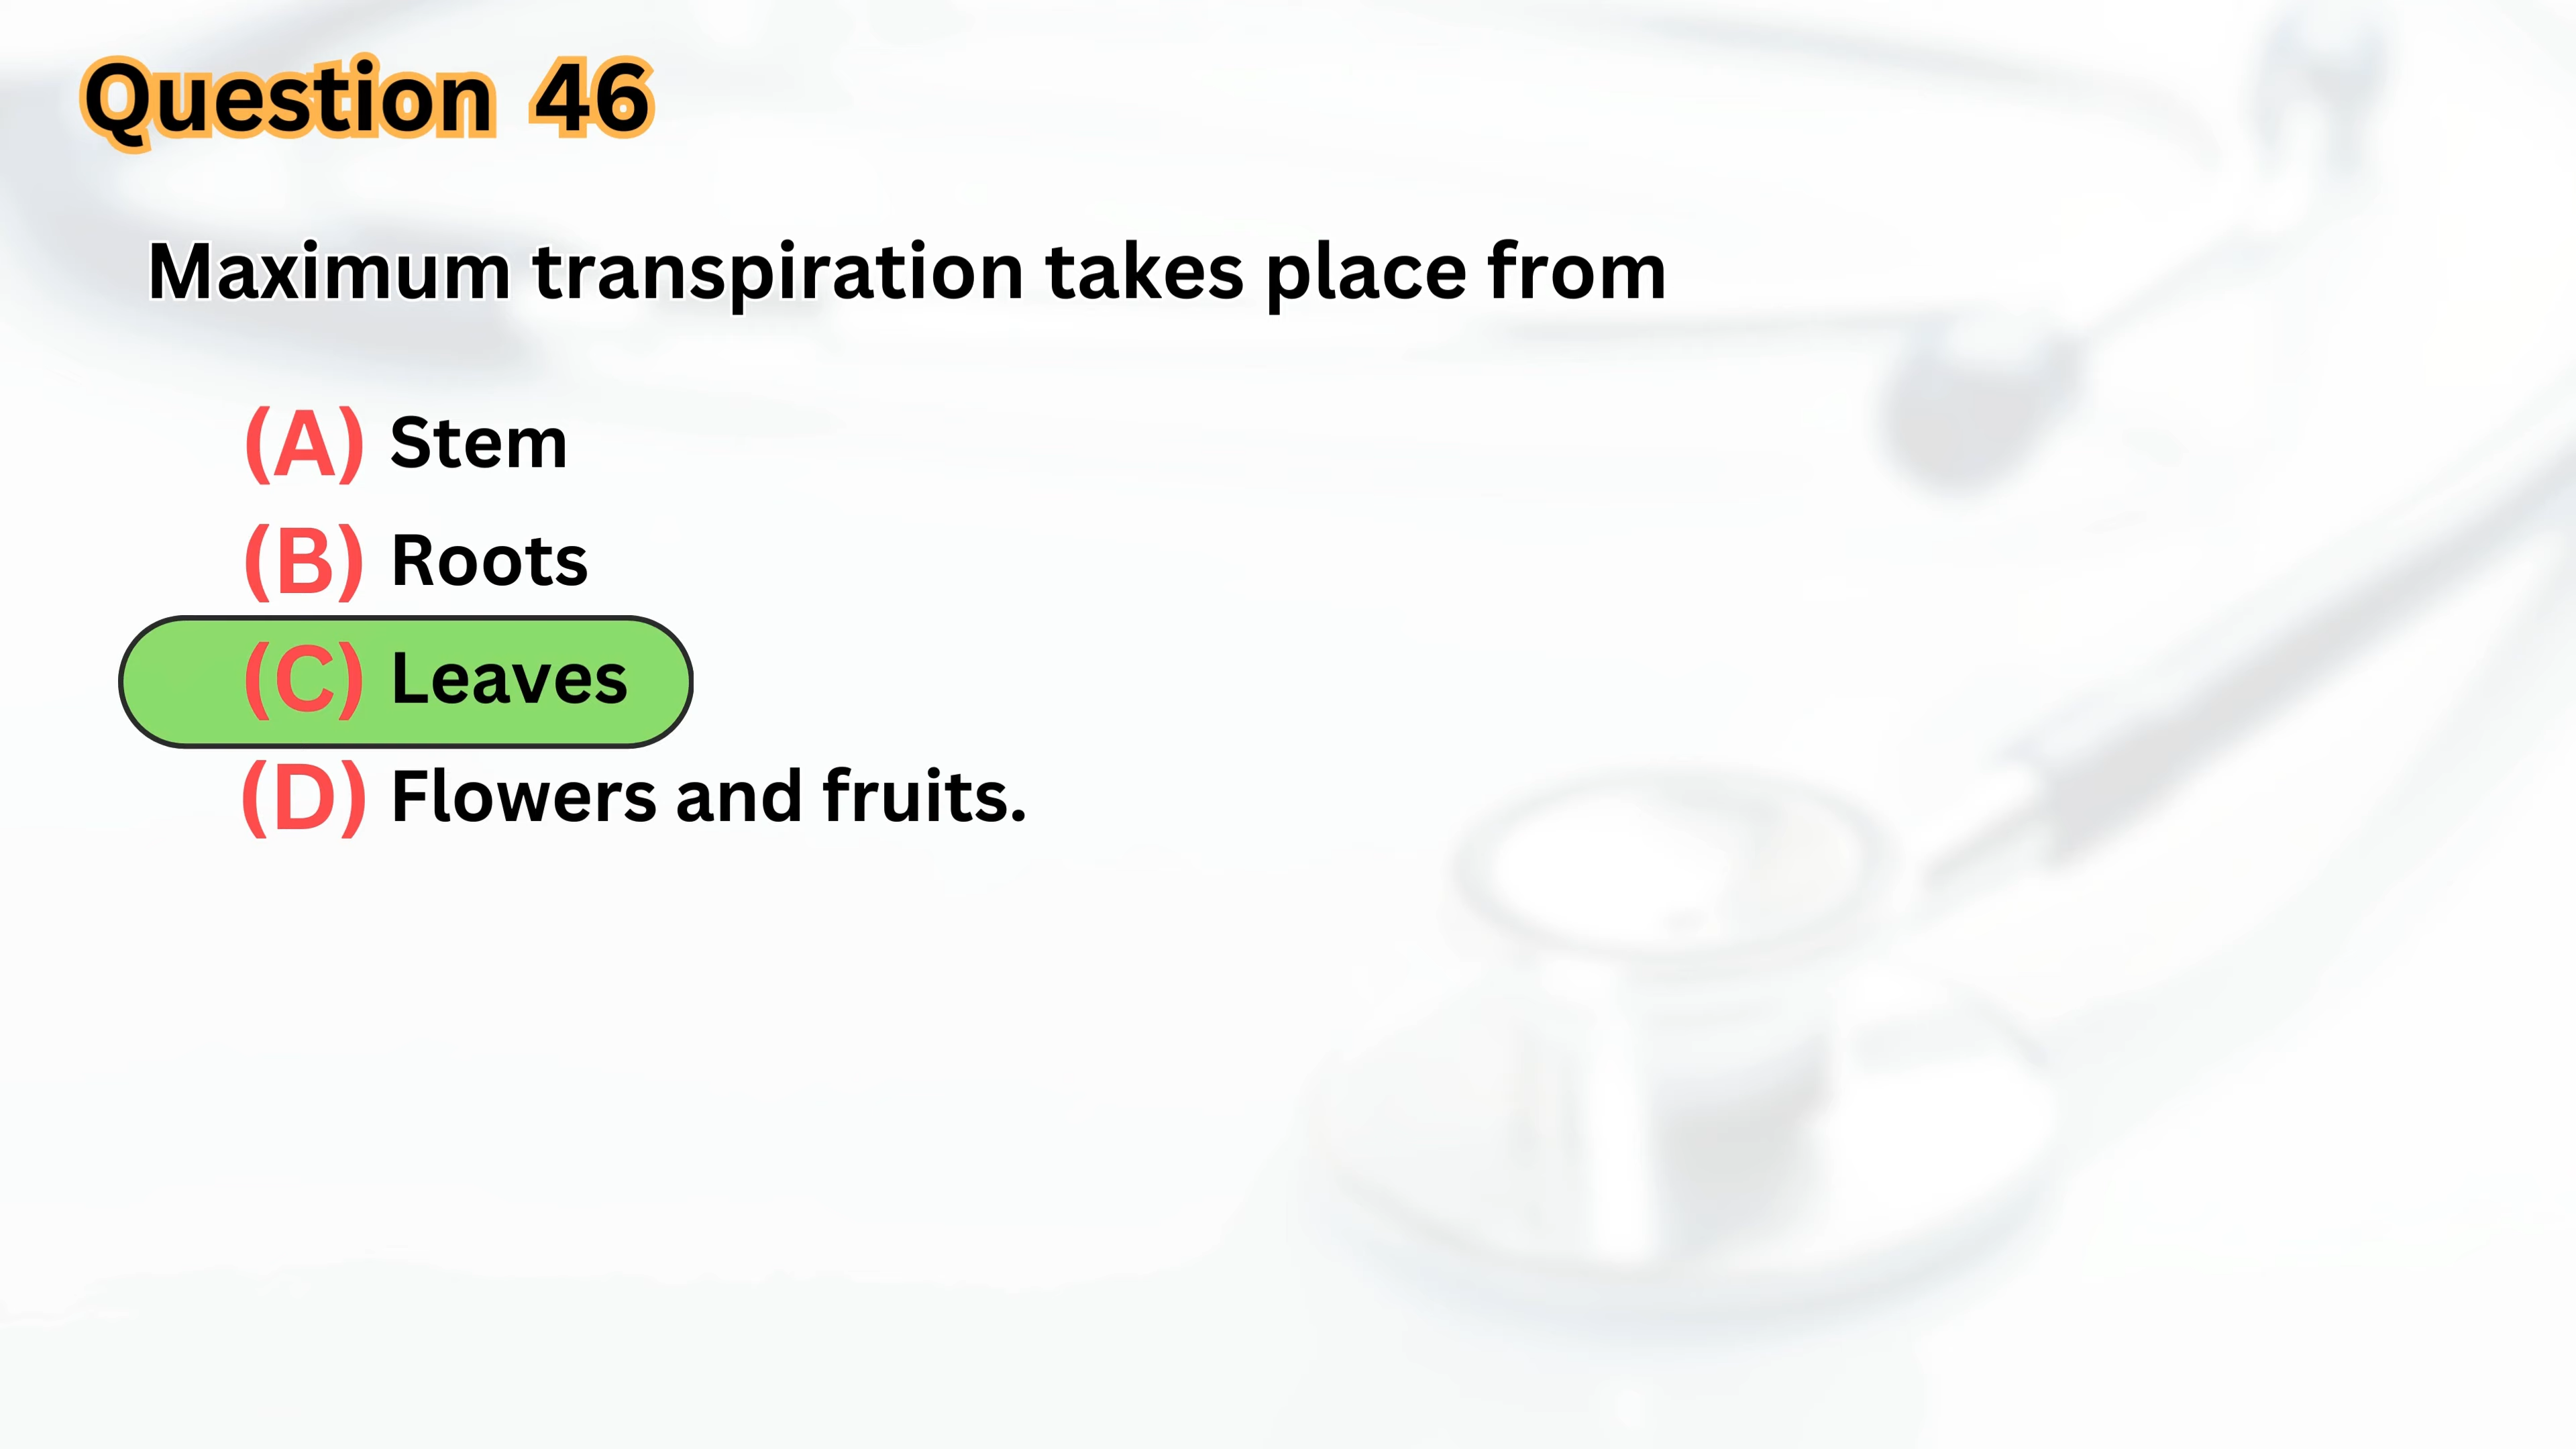 Question 46
Maximum transpiration takes place from
(A) Stem
(B) Roots
(C) Leaves
(D) Flowers and fruits.